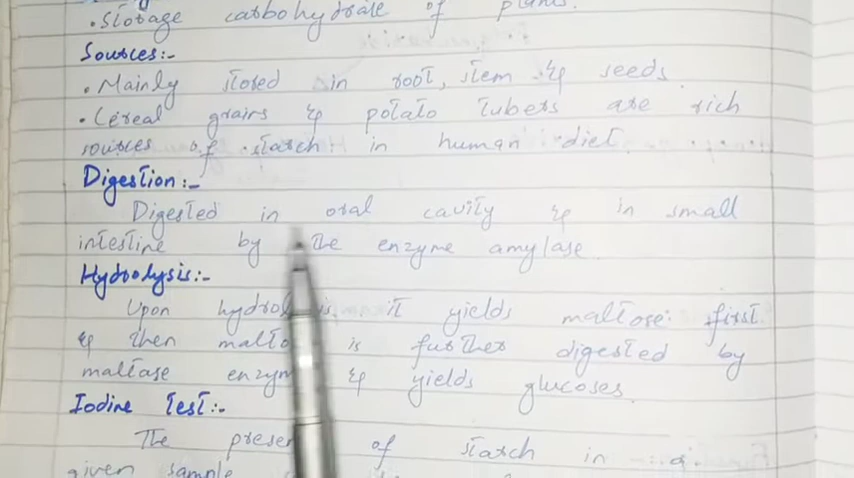 • Storage carbohydrate of plants.
Sources:-
• Mainly stored in root, stem & seeds
• Cereal grains & potato tubers are rich
sources of starch in human diet.
Digestion:-
Digested in oral cavity & in small
intestine by the enzyme amylase.
Hydrolysis:-
Upon hydrolysis it yields maltose first
& then is further digested by
maltase enzyme & yields glucoses.
Iodine Test:-
The of starch in a
given sample